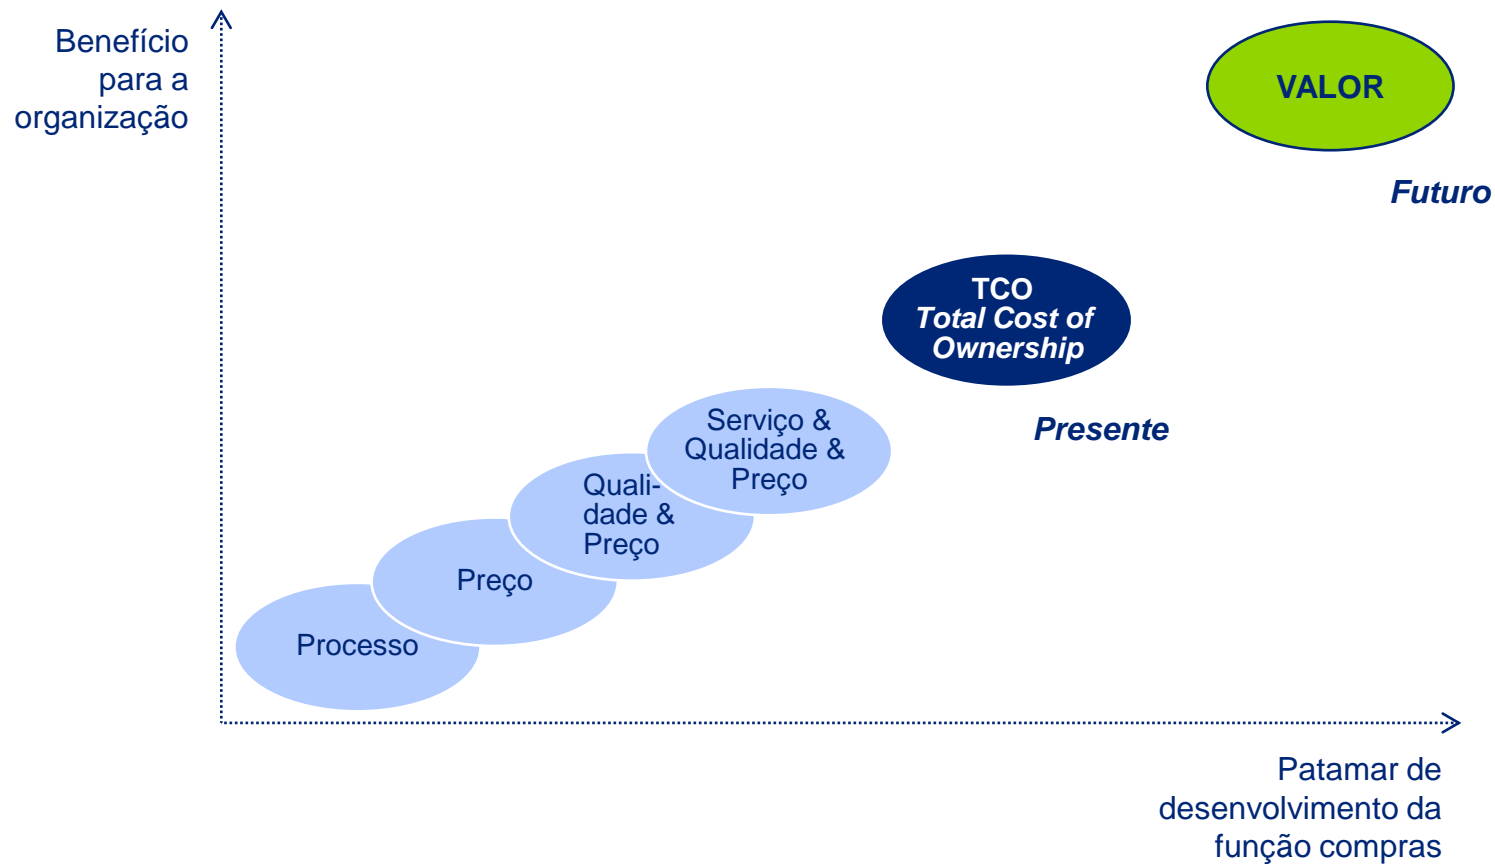 Benefício
para a
organização
VALOR
Futuro
TCO
Total Cost of
Ownership
Presente
Serviço &
Qualidade &
Preço
Quali-
dade &
Preço
Preço
Processo
Patamar de
desenvolvimento da
função compras